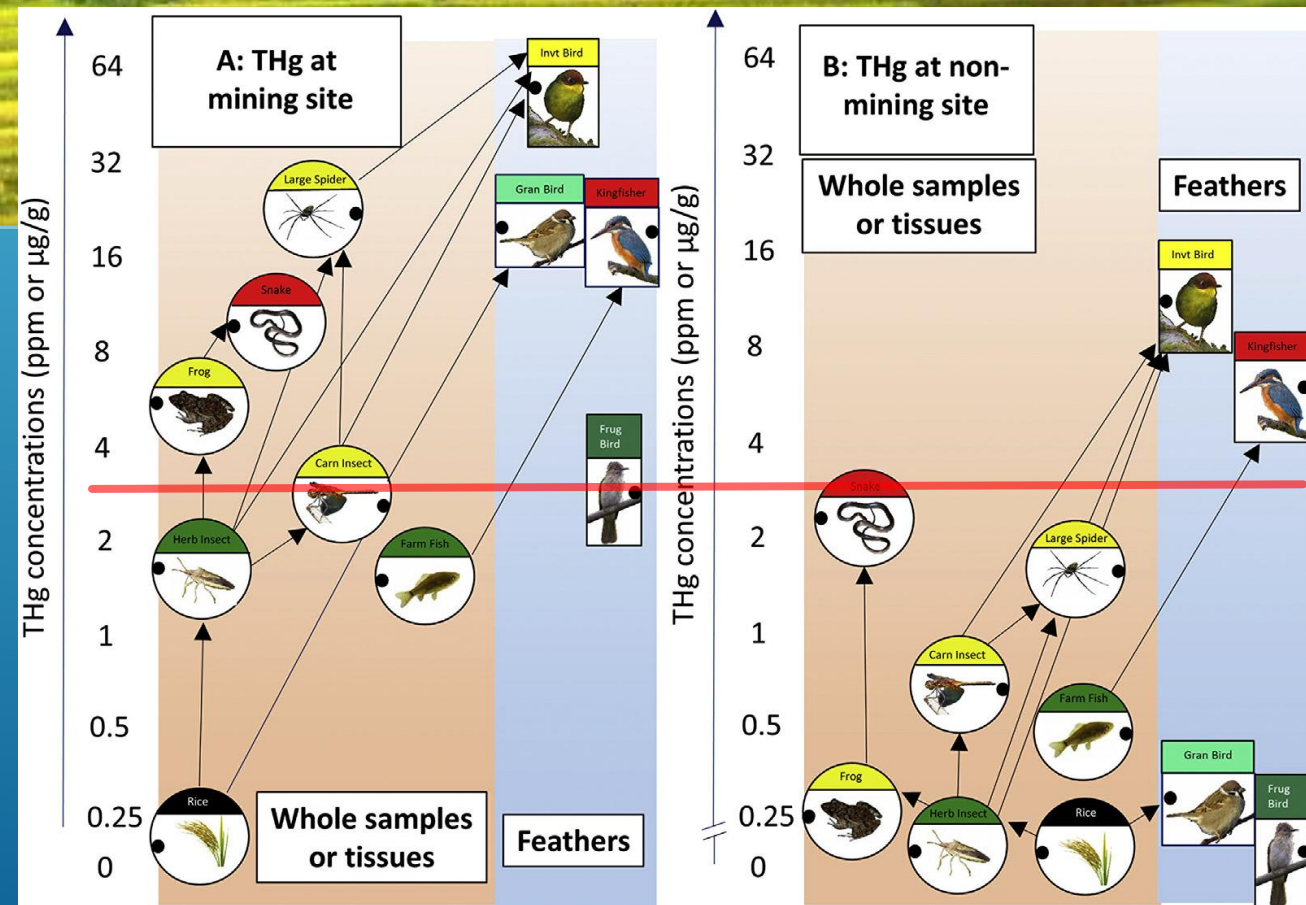 THg concentrations (ppm or µg/g)
64
32
16
8
4
2
1
0.5
0.25
0
A: THg at
mining site
Invt Bird
Large Spider
Gran Bird
Kingfisher
Snake
Frog
Frug
Bird
Carn Insect
Herb Insect
Farm Fish
Rice
Whole samples
or tissues
Feathers
THg concentrations (ppm or µg/g)
64
32
16
8
4
2
1
0.5
0.25
0
B: THg at non-
mining site
Whole samples
or tissues
Feathers
Invt Bird
Kingfisher
Snake
Large Spider
Carn Insect
Farm Fish
Gran Bird
Frog
Frug
Bird
Herb Insect
Rice